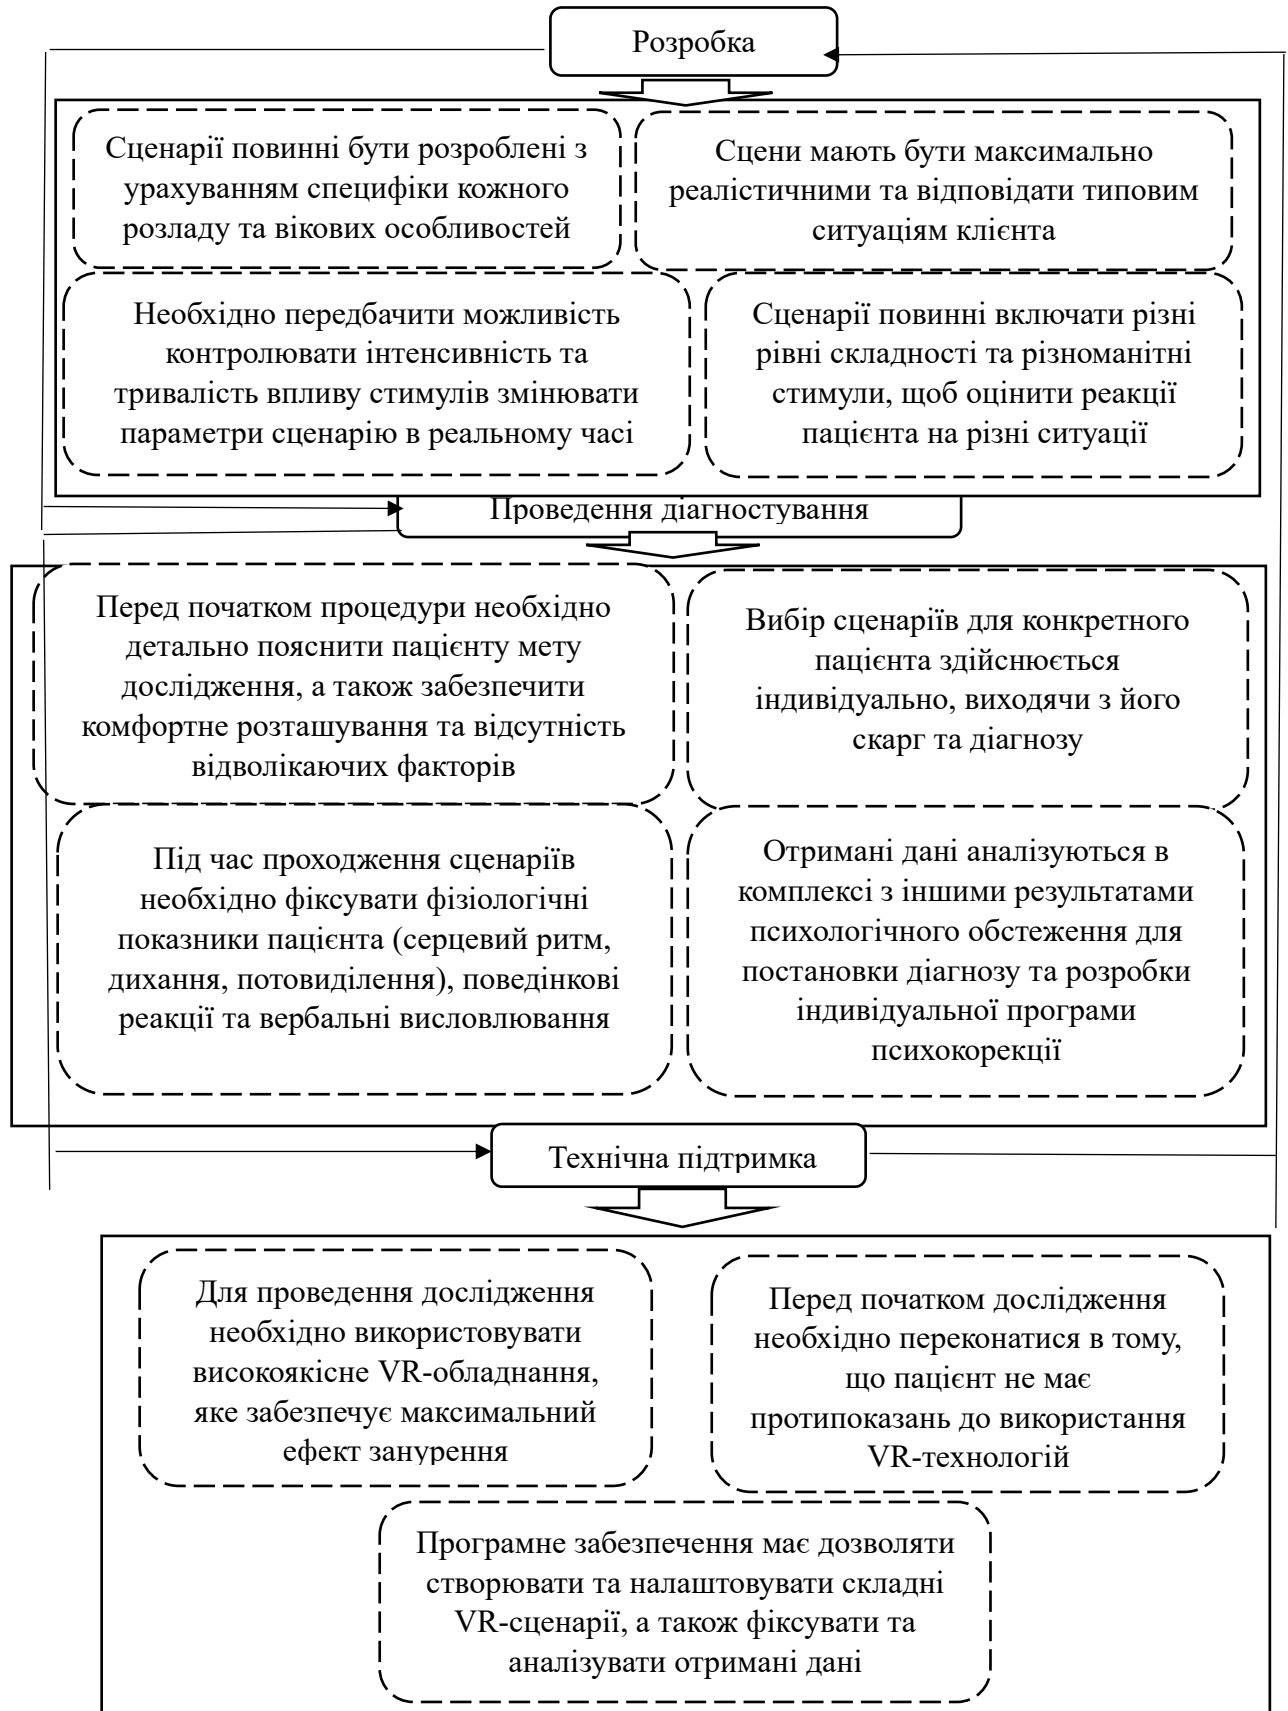 Розробка
Сценарії повинні бути розроблені з
урахуванням специфіки кожного
розладу та вікових особливостей
Сцени мають бути максимально
реалістичними та відповідати типовим
ситуаціям клієнта
Необхідно передбачити можливість
контролювати інтенсивність та
тривалість впливу стимулів змінювати
параметри сценарію в реальному часі
Сценарії повинні включати різні
рівні складності та різноманітні
стимули, щоб оцінити реакції
пацієнта на різні ситуації
Проведення діагностування
Перед початком процедури необхідно
детально пояснити пацієнту мету
дослідження, а також забезпечити
комфортне розташування та відсутність
відволікаючих факторів
Вибір сценаріїв для конкретного
пацієнта здійснюється
індивідуально, виходячи з його
скарг та діагнозу
Під час проходження сценаріїв
необхідно фіксувати фізіологічні
показники пацієнта (серцевий ритм,
дихання, потовиділення), поведінкові
реакції та вербальні висловлювання
Отримані дані аналізуються в
комплексі з іншими результатами
психологічного обстеження для
постановки діагнозу та розробки
індивідуальної програми
психокорекції
Технічна підтримка
Для проведення дослідження
необхідно використовувати
високоякісне VR-обладнання,
яке забезпечує максимальний
ефект занурення
Перед початком дослідження
необхідно переконатися в тому,
що пацієнт не має
протипоказань до використання
VR-технологій
Програмне забезпечення має дозволяти
створювати та налаштовувати складні
VR-сценарії, а також фіксувати та
аналізувати отримані дані